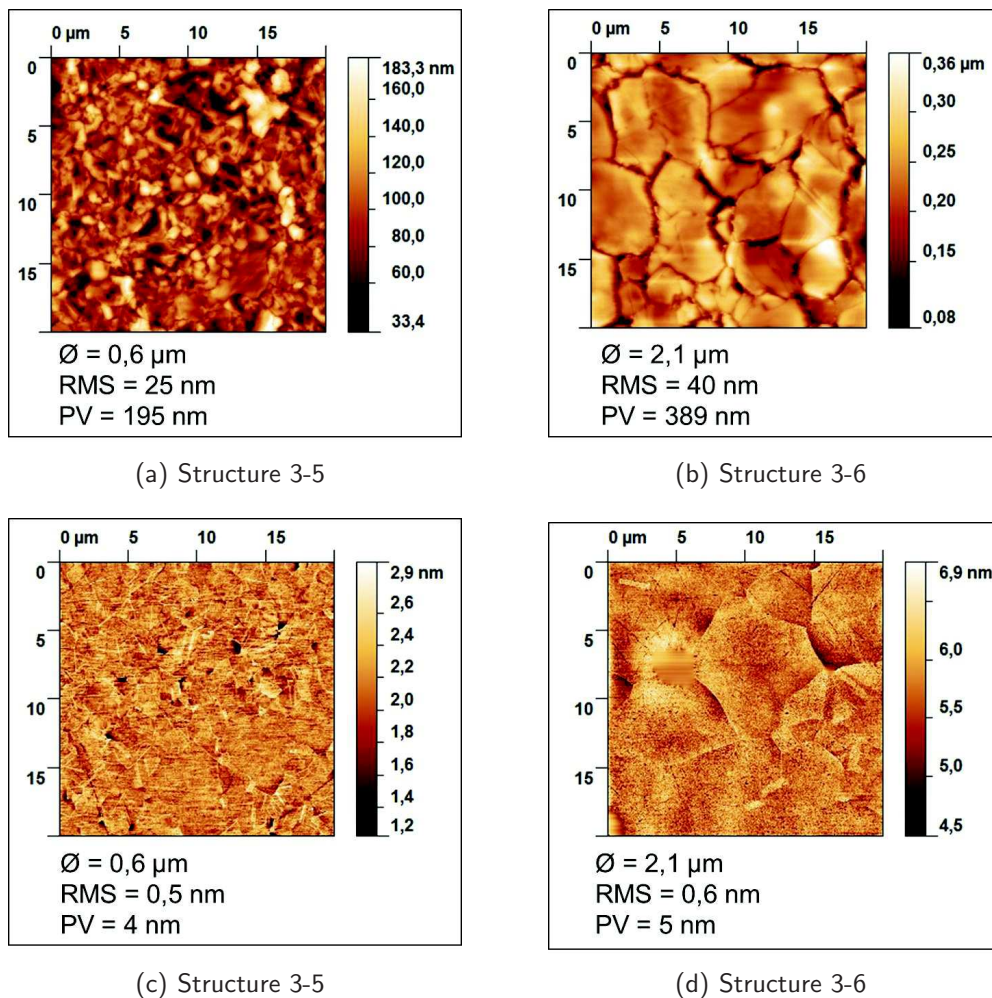 0 µm 5 10 15
0
5
10
15
183,3 nm
160,0
140,0
120,0
100,0
80,0
60,0
33,4
Ø = 0,6 µm
RMS = 25 nm
PV = 195 nm
(a) Structure 3-5
0 µm 5 10 15
0
5
10
15
0,36 µm
0,30
0,25
0,20
0,15
0,08
Ø = 2,1 µm
RMS = 40 nm
PV = 389 nm
(b) Structure 3-6
0 µm 5 10 15
0
5
10
15
2,9 nm
2,6
2,4
2,2
2,0
1,8
1,6
1,4
1,2
Ø = 0,6 µm
RMS = 0,5 nm
PV = 4 nm
(c) Structure 3-5
0 µm 5 10 15
0
5
10
15
6,9 nm
6,0
5,5
5,0
4,5
Ø = 2,1 µm
RMS = 0,6 nm
PV = 5 nm
(d) Structure 3-6